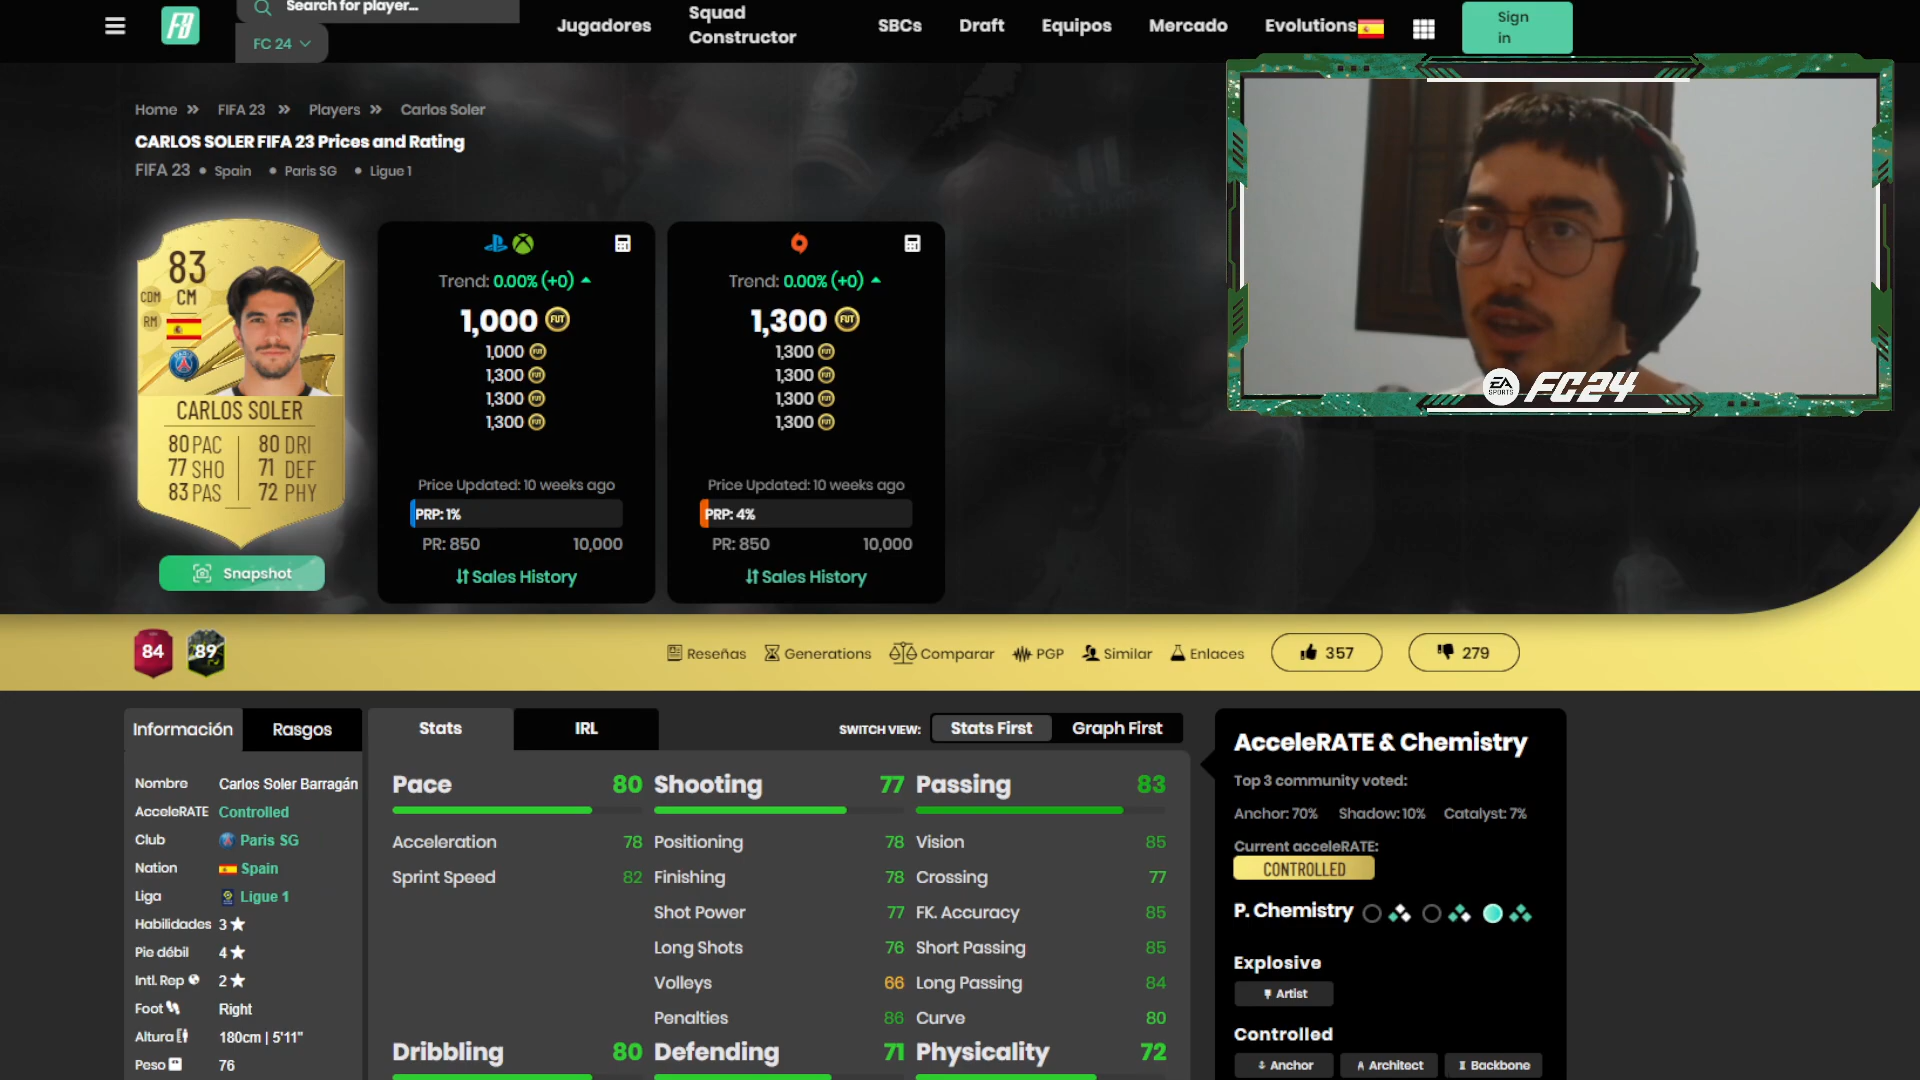 Search for player...
FC 24
Jugadores
Squad Constructor
SBCs
Draft
Equipos
Mercado
Evolutions
Sign in
Home » FIFA 23 » Players » Carlos Soler
CARLOS SOLER FIFA 23 Prices and Rating
FIFA 23 • Spain • Paris SG • Ligue 1
83
CM
CDM
RM
CARLOS SOLER
80 PAC 80 DRI
77 SHO 71 DEF
83 PAS 72 PHY
Snapshot
Trend: 0.00% (+0)
1,000
1,000
1,300
1,300
1,300
Price Updated: 10 weeks ago
PRP: 1%
PR: 850 10,000
Sales History
Trend: 0.00% (+0)
1,300
1,300
1,300
1,300
1,300
Price Updated: 10 weeks ago
PRP: 4%
PR: 850 10,000
Sales History
EA SPORTS FC24
84
89
Reseñas
Generations
Comparar
PGP
Similar
Enlaces
357
279
Información
Rasgos
Nombre Carlos Soler Barragán
AcceleRATE Controlled
Club Paris SG
Nation Spain
Liga Ligue 1
Habilidades 3
Pie débil 4
Intl. Rep 2
Foot Right
Altura 180cm | 5'11"
Peso 76
Stats
IRL
SWITCH VIEW: Stats First Graph First
Pace 80
Acceleration 78
Sprint Speed 82
Shooting 77
Positioning 78
Finishing 78
Shot Power 77
Long Shots 76
Volleys 66
Penalties 86
Passing 83
Vision 85
Crossing 77
FK. Accuracy 85
Short Passing 85
Long Passing 84
Curve 80
Dribbling 80
Defending 71
Physicality 72
AcceleRATE & Chemistry
Top 3 community voted:
Anchor: 70% Shadow: 10% Catalyst: 7%
Current acceleRATE:
CONTROLLED
P. Chemistry
Explosive
Artist
Controlled
Anchor
Architect
Backbone